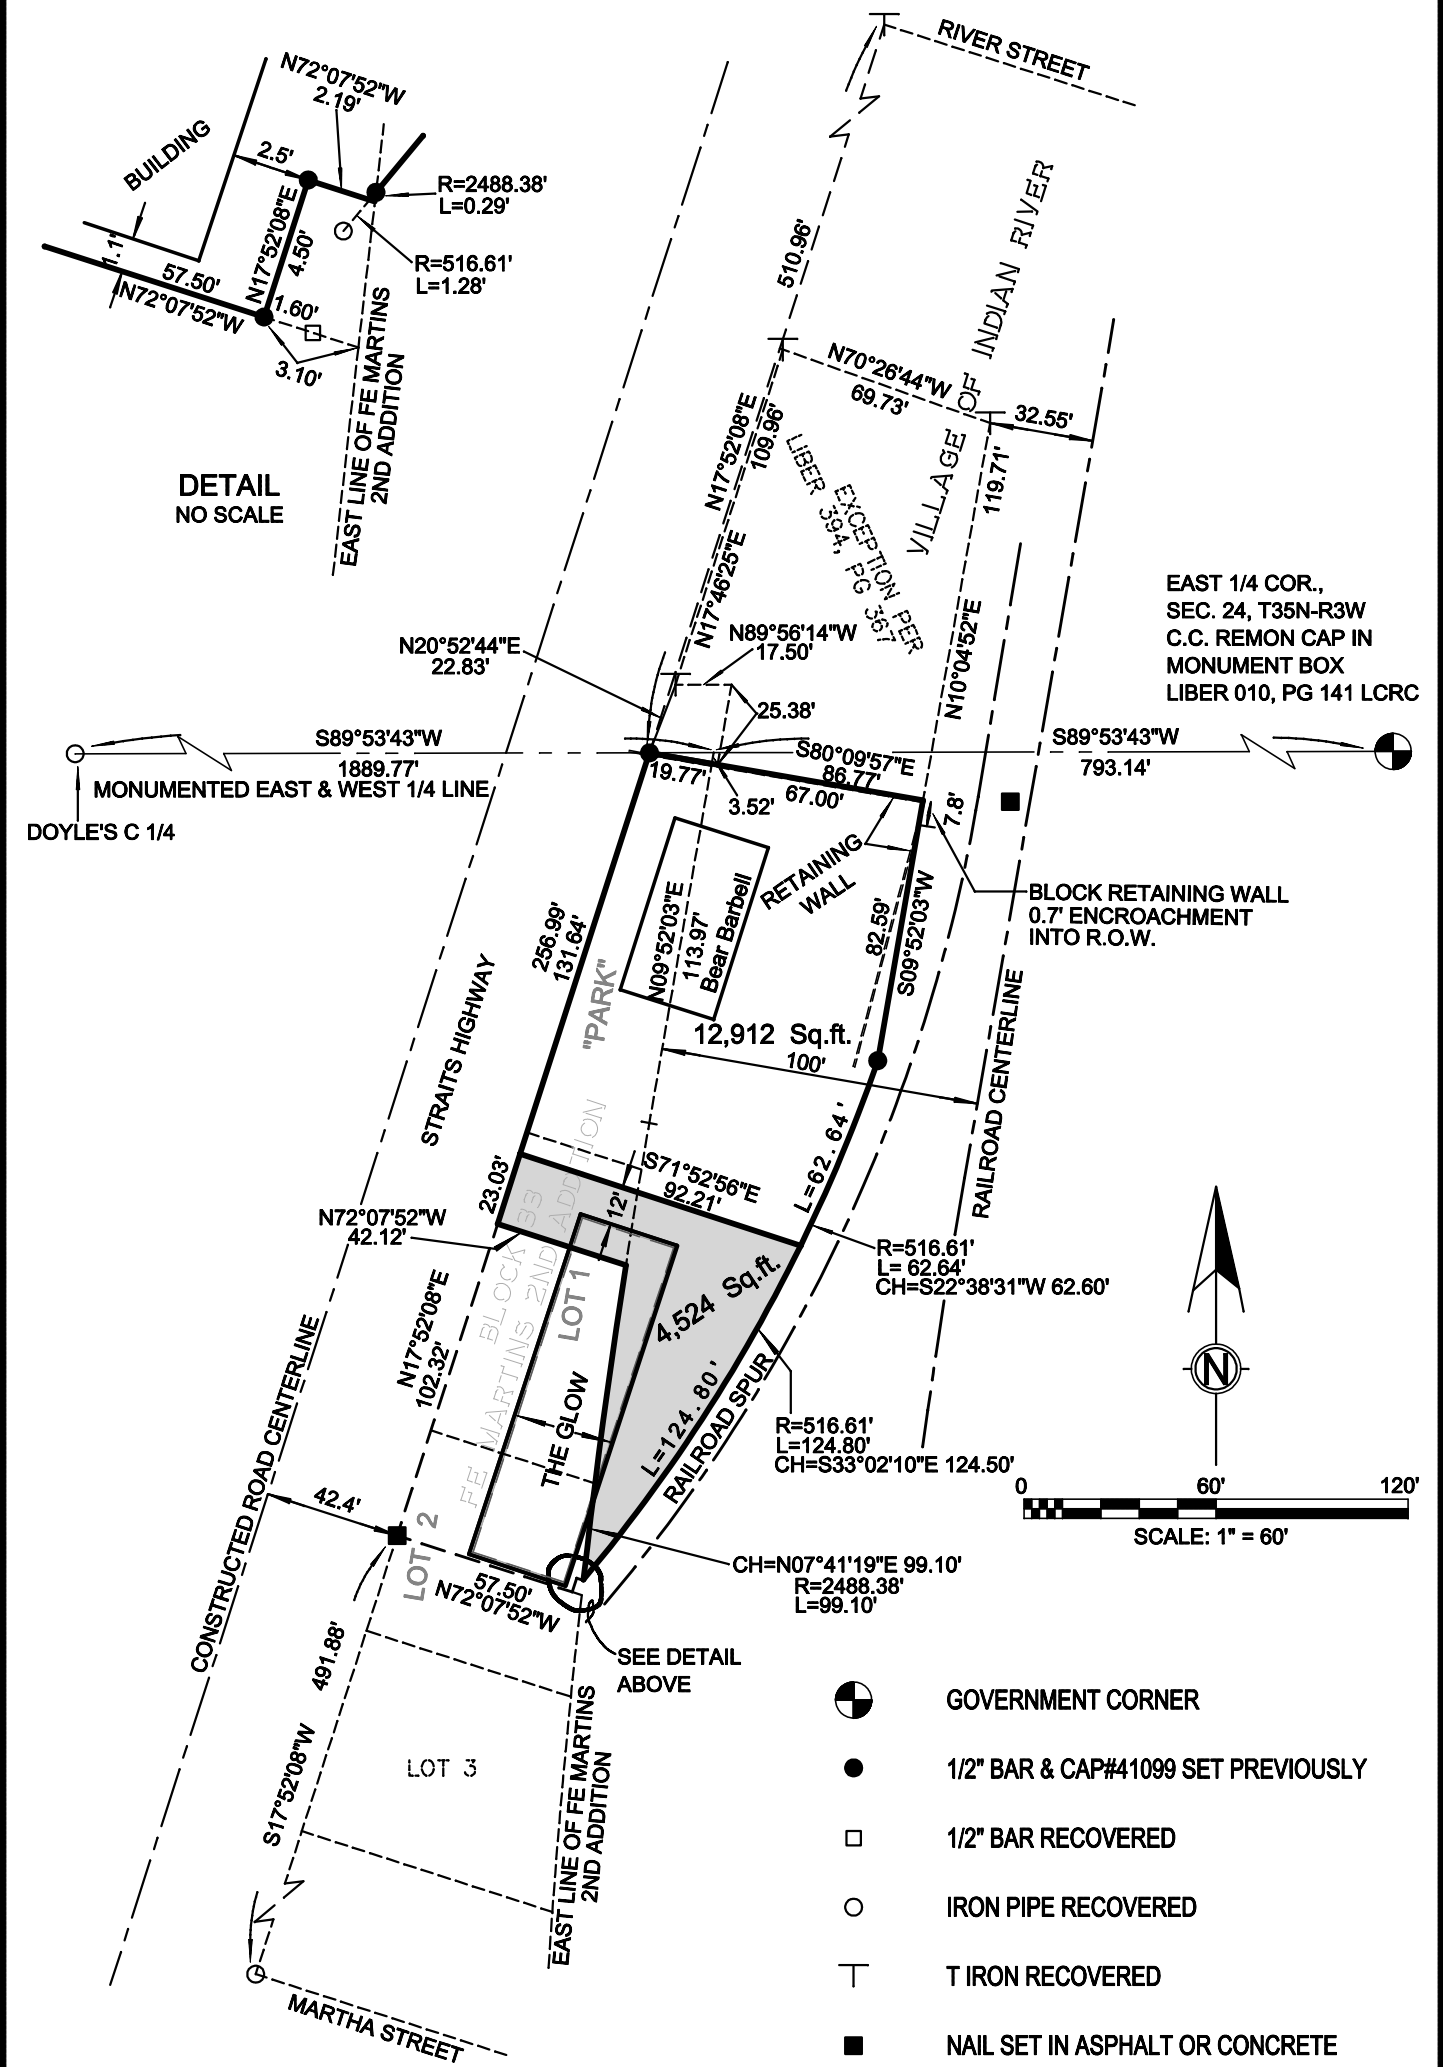 RIVER STREET
N72°07'52"W
2.19'
BUILDING
2.5'
R=2488.38'
L=0.29'
N17°52'08"E
4.50'
R=516.61'
L=1.28'
1.1'
57.50'
N72°07'52"W
1.60'
3.10'
EAST LINE OF FE MARTINS
2ND ADDITION
DETAIL
NO SCALE
510.96'
VILLAGE OF INDIAN RIVER
N70°26'44"W
69.73'
32.55'
N17°52'08"E
109.96'
N17°46'25"E
EXCEPTION PER
LIBER 394, PG 367
119.71'
N10°04'52"E
EAST 1/4 COR.,
SEC. 24, T35N-R3W
C.C. REMON CAP IN
MONUMENT BOX
LIBER 010, PG 141 LCRC
N20°52'44"E
22.83'
N89°56'14"W
17.50'
25.38'
S89°53'43"W
1889.77'
MONUMENTED EAST & WEST 1/4 LINE
DOYLE'S C 1/4
S80°09'57"E
86.77'
19.77'
67.00'
3.52'
S89°53'43"W
793.14'
7.8'
RETAINING
WALL
BLOCK RETAINING WALL
0.7' ENCROACHMENT
INTO R.O.W.
N09°52'03"E
113.97'
Bear Barbell
82.59'
S09°52'03"W
256.99'
131.64'
"PARK"
STRAITS HIGHWAY
12,912 Sq.ft.
100'
RAILROAD CENTERLINE
L=62.64'
S71°52'56"E
92.21'
12'
23.03'
N72°07'52"W
42.12'
BLOCK 33
FE MARTINS 2ND ADDITION
LOT 1
4,524 Sq.ft.
R=516.61'
L= 62.64'
CH=S22°38'31"W 62.60'
N17°52'08"E
102.32'
THE GLOW
L=124.80'
RAILROAD SPUR
R=516.61'
L=124.80'
CH=S33°02'10"E 124.50'
CONSTRUCTED ROAD CENTERLINE
42.4'
LOT 2
N
0 60' 120'
SCALE: 1" = 60'
CH=N07°41'19"E 99.10'
R=2488.38'
L=99.10'
57.50'
N72°07'52"W
SEE DETAIL
ABOVE
491.88'
S17°52'08"W
LOT 3
EAST LINE OF FE MARTINS
2ND ADDITION
MARTHA STREET
GOVERNMENT CORNER
1/2" BAR & CAP#41099 SET PREVIOUSLY
1/2" BAR RECOVERED
IRON PIPE RECOVERED
T IRON RECOVERED
NAIL SET IN ASPHALT OR CONCRETE